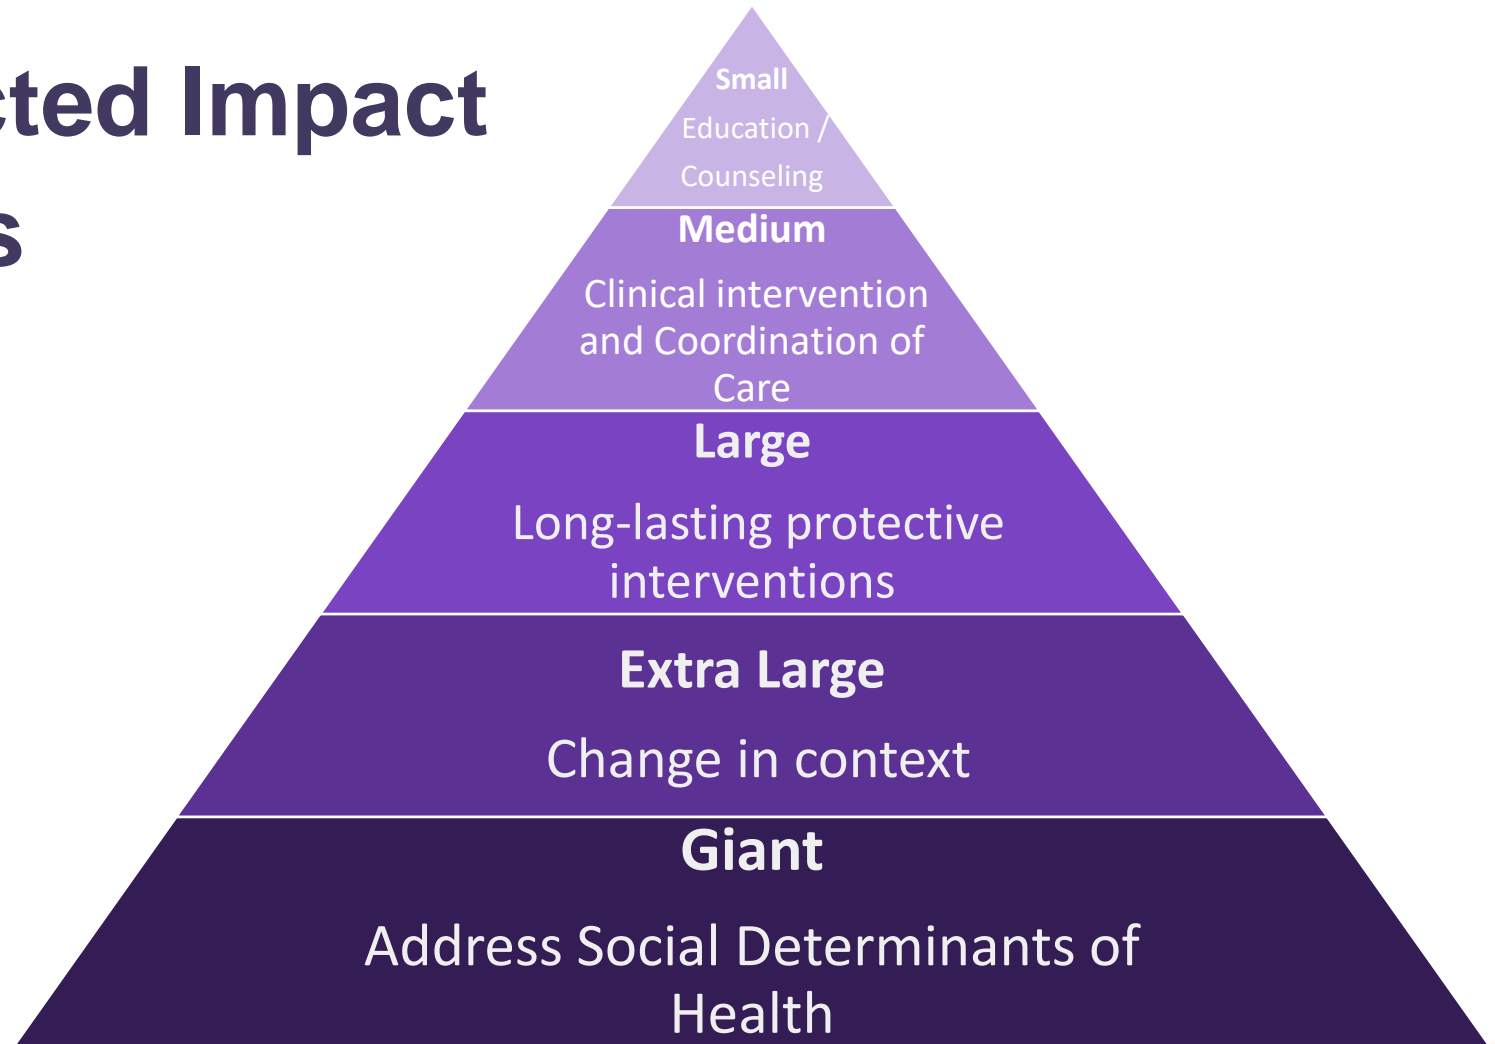 cted Impact
s
Small
Education /
Counseling
Medium
Clinical intervention
and Coordination of
Care
Large
Long-lasting protective
interventions
Extra Large
Change in context
Giant
Address Social Determinants of
Health